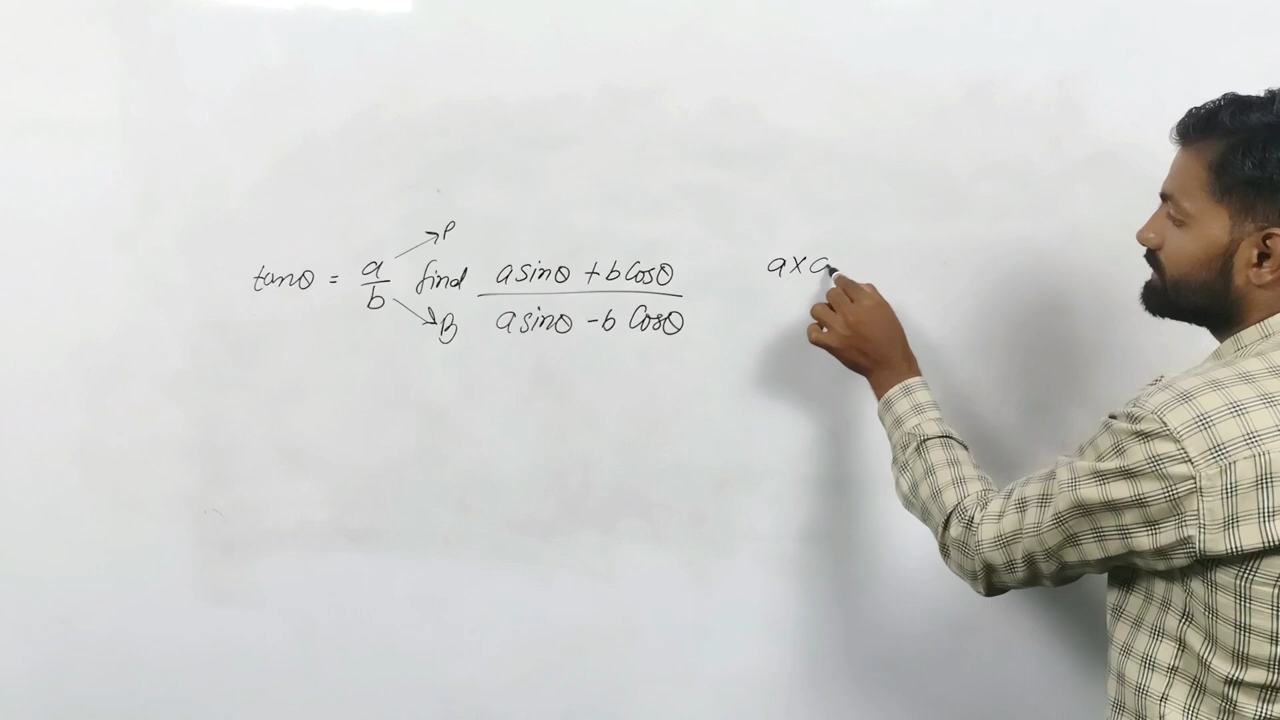 P
tanθ = a/b find (a sinθ + b Cosθ)/(a sinθ - b Cosθ) a x a
B